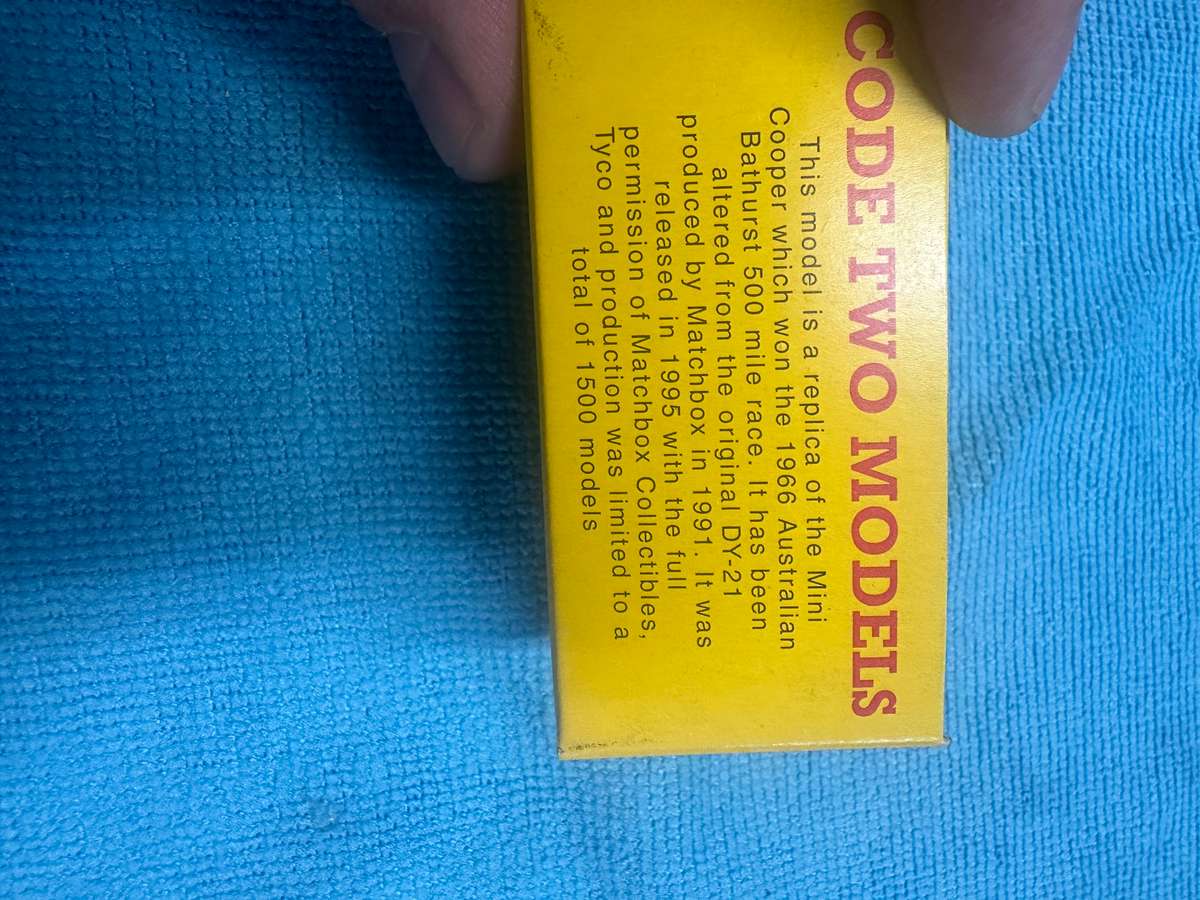 CODE TWO MODELS
This model is a replica of the Mini
Cooper which won the 1966 Australian
Bathurst 500 mile race. It has been
altered from the original DY-21
produced by Matchbox in 1991. It was
released in 1995 with the full
permission of Matchbox Collectibles,
Tyco and production was limited to a
total of 1500 models